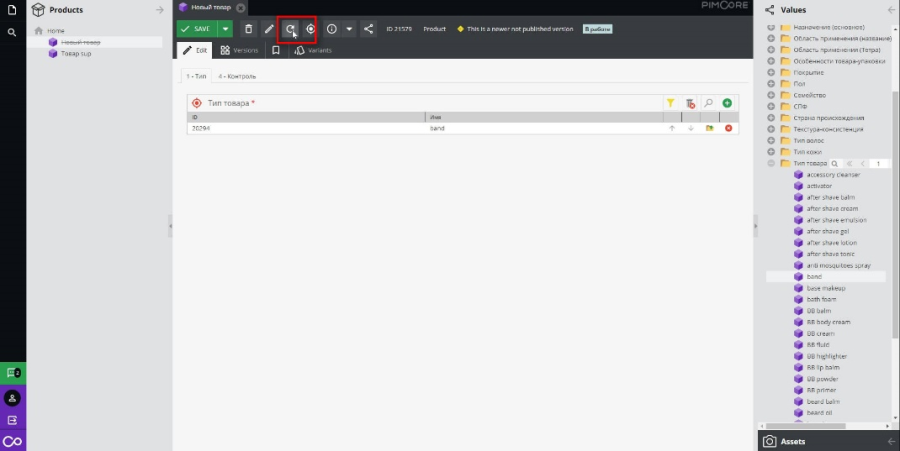 Products
Home
Новый товар
Товар sup
Новый товар
PIMCORE
SAVE
ID 21579
Product
This is a newer not published version
В работе
Edit
Versions
Variants
1 - Тип
4 - Контроль
Тип товара *
ID
Имя
20294
band
Values
Назначение (основное)
Область применения (название)
Область применения (Тетра)
Особенности товара-упаковки
Покрытие
Пол
Семейство
СПФ
Страна происхождения
Текстура-консистенция
Тип волос
Тип кожи
Тип товара
1
accessory cleanser
activator
after shave balm
after shave cream
after shave emulsion
after shave gel
after shave lotion
after shave tonic
anti mosquitoes spray
band
base makeup
bath foam
BB balm
BB body cream
BB cream
BB fluid
BB highlighter
BB lip balm
BB powder
BB primer
beard balm
beard oil
Assets